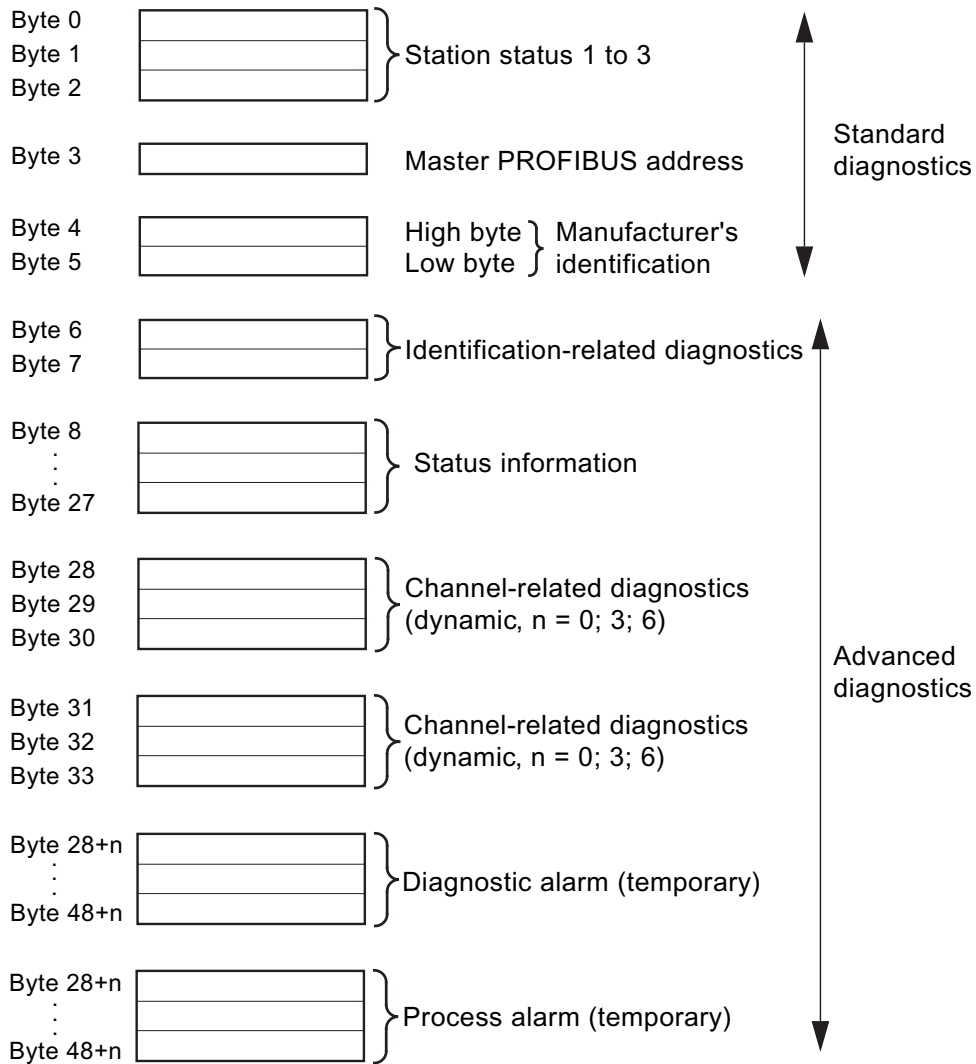 Byte 0
Byte 1
Byte 2
Station status 1 to 3
Byte 3
Master PROFIBUS address
Standard
diagnostics
Byte 4
Byte 5
High byte
Low byte
Manufacturer's
identification
Byte 6
Byte 7
Identification-related diagnostics
Byte 8
.
.
.
Byte 27
Status information
Byte 28
Byte 29
Byte 30
Channel-related diagnostics
(dynamic, n = 0; 3; 6)
Advanced
diagnostics
Byte 31
Byte 32
Byte 33
Channel-related diagnostics
(dynamic, n = 0; 3; 6)
Byte 28+n
.
.
.
Byte 48+n
Diagnostic alarm (temporary)
Byte 28+n
.
.
.
Byte 48+n
Process alarm (temporary)